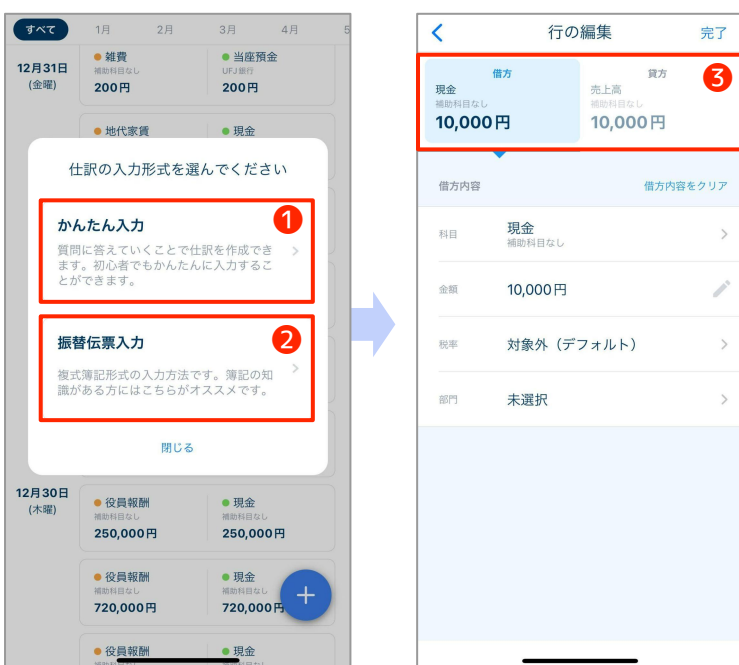 すべて 1月 2月 3月 4月 5
12月31日
(金曜)
雑費
補助科目なし
200円
当座預金
UFJ銀行
200円
地代家賃
現金
仕訳の入力形式を選んでください
1
かんたん入力
質問に答えていくことで仕訳を作成でき
ます。初心者でもかんたんに入力するこ
とができます。
2
振替伝票入力
複式簿記形式の入力方法です。簿記の知
識がある方にはこちらがオススメです。
閉じる
12月30日
(木曜)
役員報酬
補助科目なし
250,000円
現金
補助科目なし
250,000円
役員報酬
補助科目なし
720,000円
現金
補助科目なし
720,000円
+
役員報酬
現金
行の編集
完了
3
借方
現金
補助科目なし
10,000円
貸方
売上高
補助科目なし
10,000円
借方内容
借方内容をクリア
科目
現金
補助科目なし
金額
10,000円
税率
対象外（デフォルト）
部門
未選択